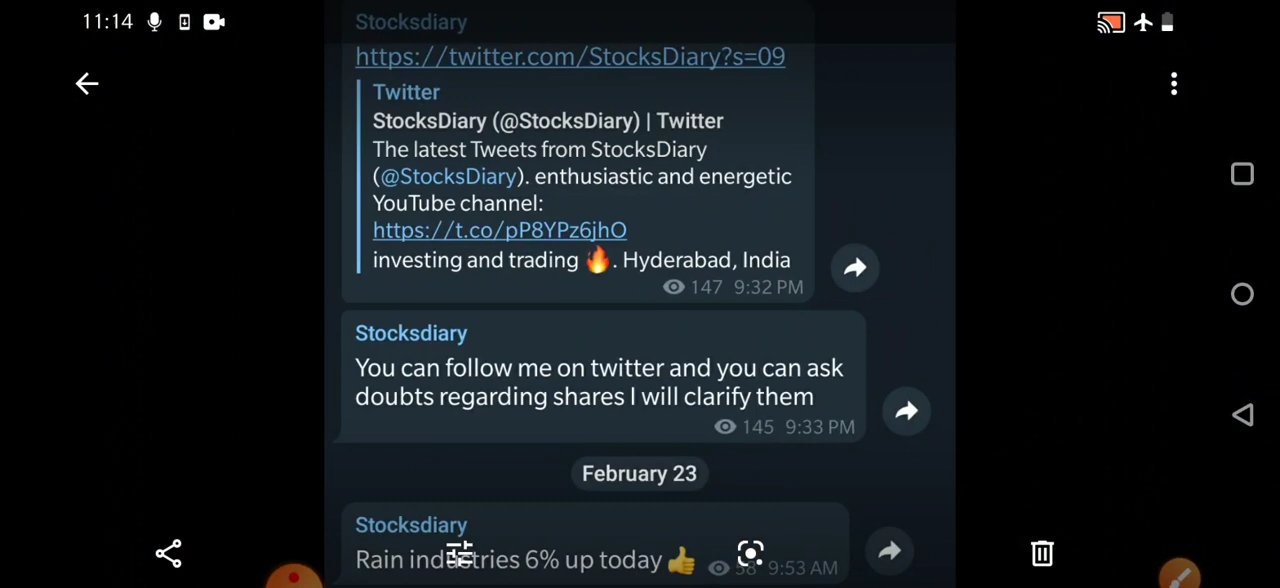 11:14
Stocksdiary
https://twitter.com/StocksDiary?s=09
Twitter
StocksDiary (@StocksDiary) | Twitter
The latest Tweets from StocksDiary
(@StocksDiary). enthusiastic and energetic
YouTube channel:
https://t.co/pP8YPz6jhO
investing and trading 🔥. Hyderabad, India
147 9:32 PM
Stocksdiary
You can follow me on twitter and you can ask
doubts regarding shares I will clarify them
145 9:33 PM
February 23
Stocksdiary
Rain industries 6% up today 👍 58 9:53 AM